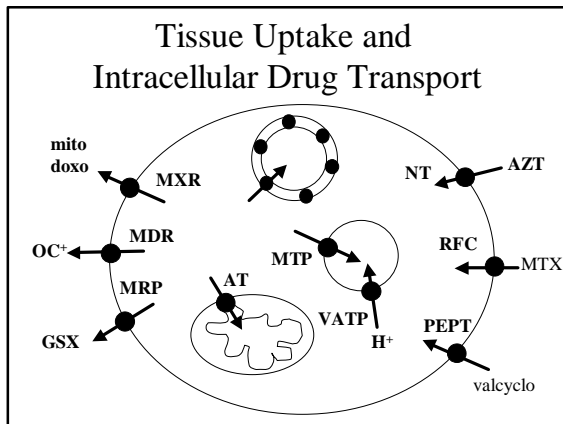 Tissue Uptake and
Intracellular Drug Transport
mito
doxo
MXR
NT
AZT
OC⁺
MDR
MTP
RFC
MTX
MRP
AT
GSX
VATP
H⁺
PEPT
valcyclo